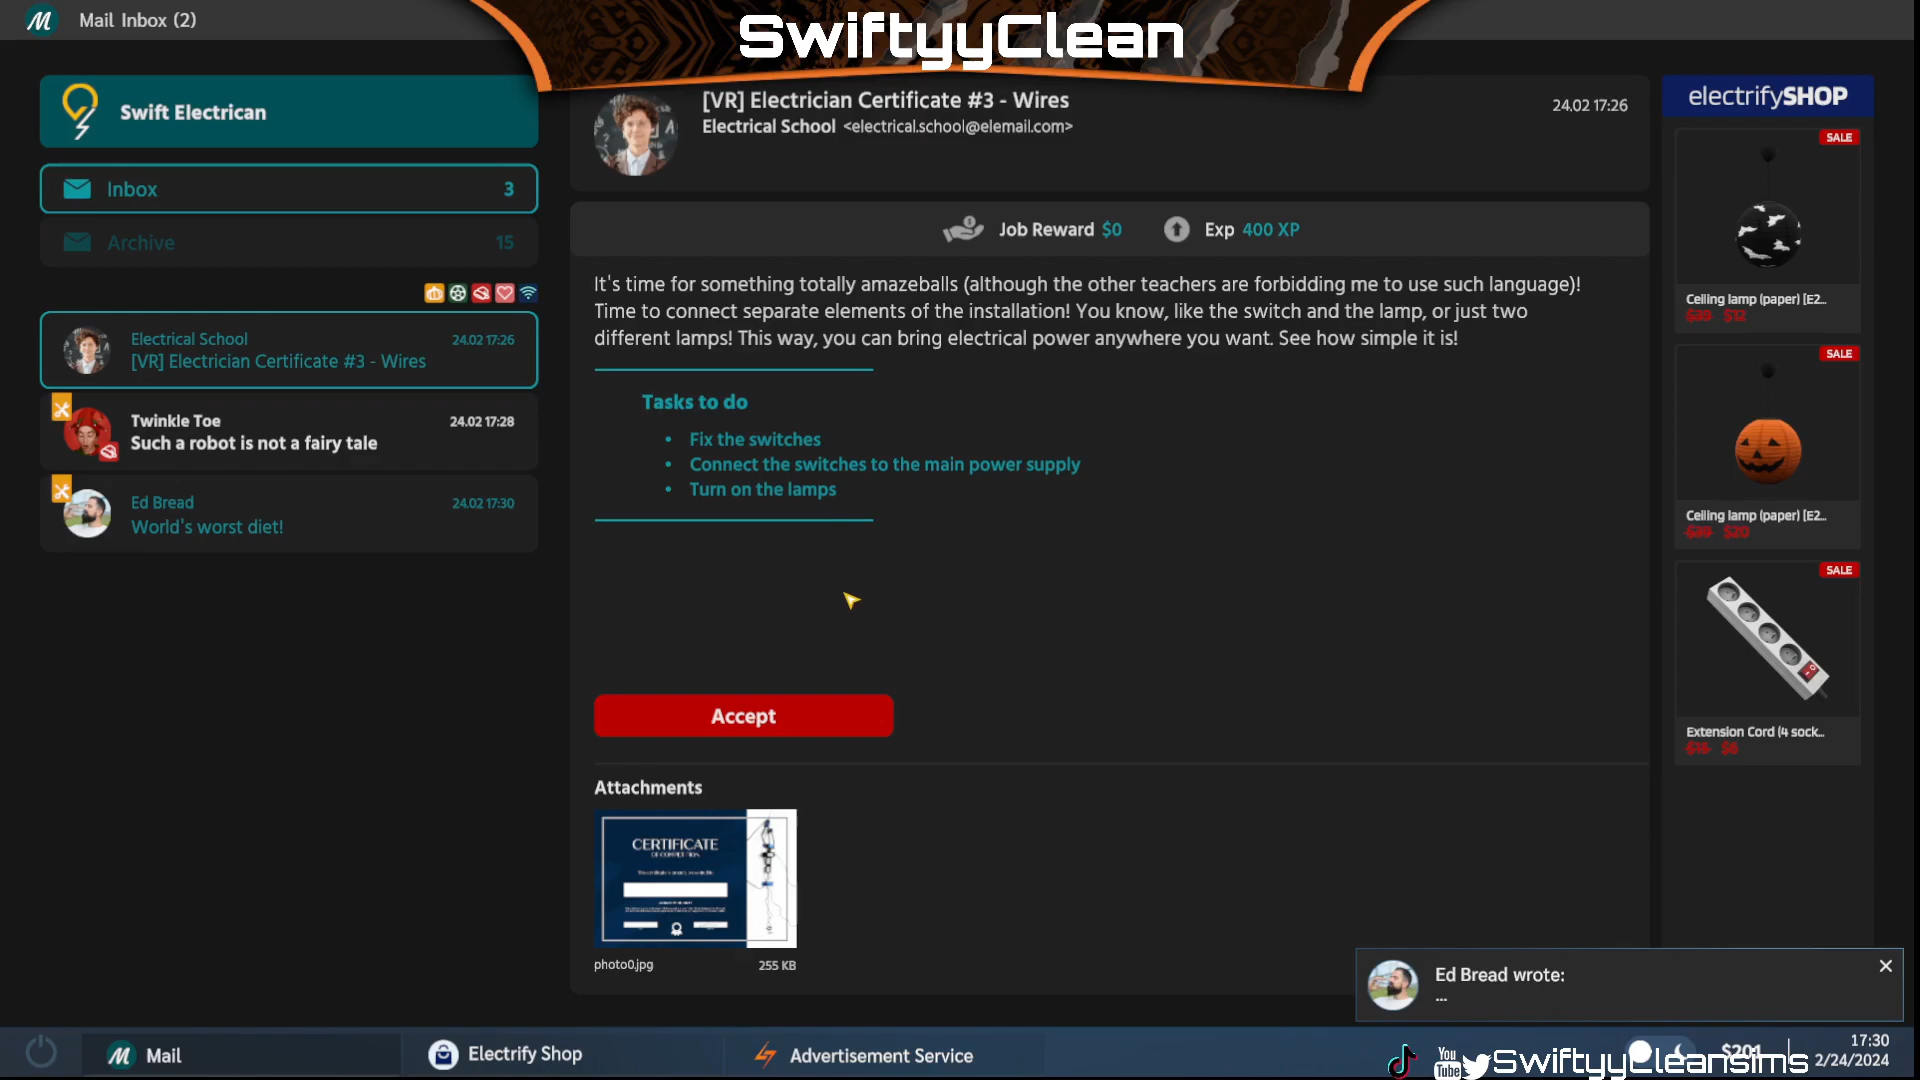 Mail Inbox (2)
SwiftyyClean
Swift Electrican
Inbox 3
Archive 15
Electrical School 24.02 17:26
[VR] Electrician Certificate #3 - Wires
Twinkle Toe 24.02 17:28
Such a robot is not a fairy tale
Ed Bread 24.02 17:30
World's worst diet!
[VR] Electrician Certificate #3 - Wires
Electrical School <electrical.school@elemail.com>
24.02 17:26
Job Reward $0 Exp 400 XP
It's time for something totally amazeballs (although the other teachers are forbidding me to use such language)!
Time to connect separate elements of the installation! You know, like the switch and the lamp, or just two
different lamps! This way, you can bring electrical power anywhere you want. See how simple it is!
Tasks to do
• Fix the switches
• Connect the switches to the main power supply
• Turn on the lamps
Accept
Attachments
CERTIFICATE
photo0.jpg 255 KB
electrifySHOP
SALE
Ceiling lamp (paper) [E2...
$39 $12
SALE
Ceiling lamp (paper) [E2...
$39 $20
SALE
Extension Cord (4 sock...
$16 $6
Ed Bread wrote:
...
Mail
Electrify Shop
Advertisement Service
$201
17:30
2/24/2024
You
Tube
SwiftyyCleansims